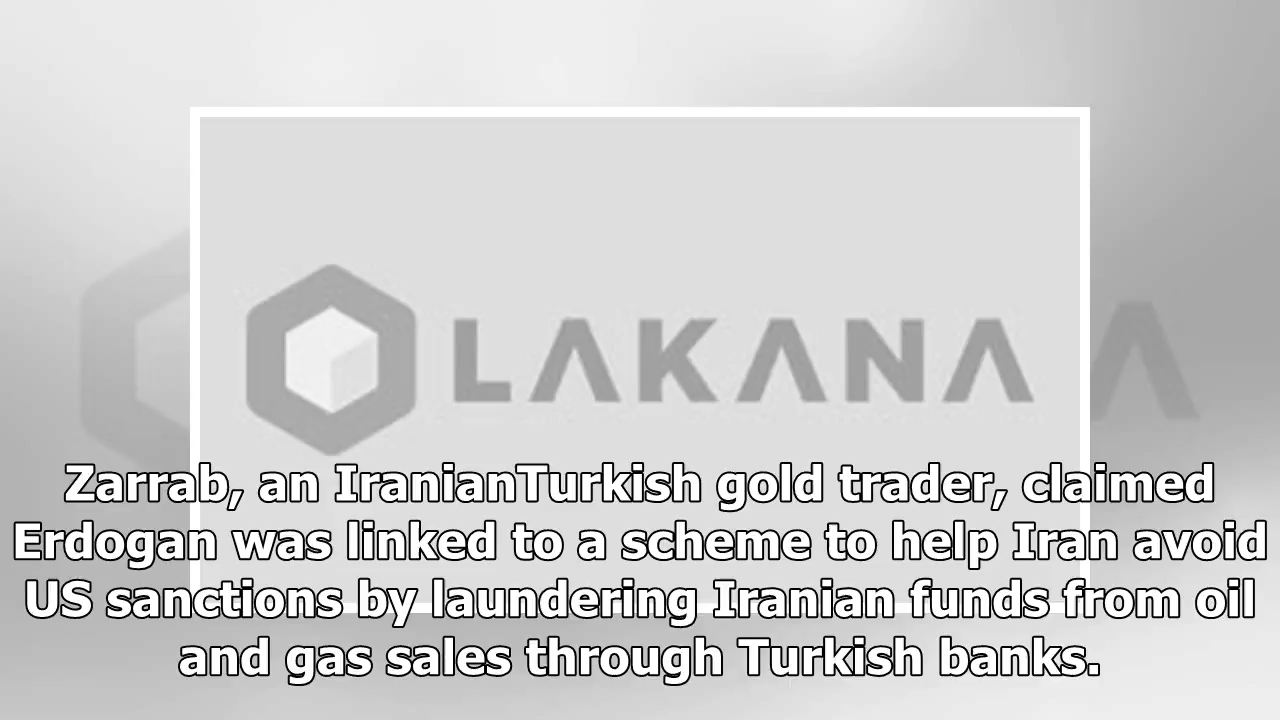 LAKANA
Zarrab, an IranianTurkish gold trader, claimed
Erdogan was linked to a scheme to help Iran avoid
US sanctions by laundering Iranian funds from oil
and gas sales through Turkish banks.